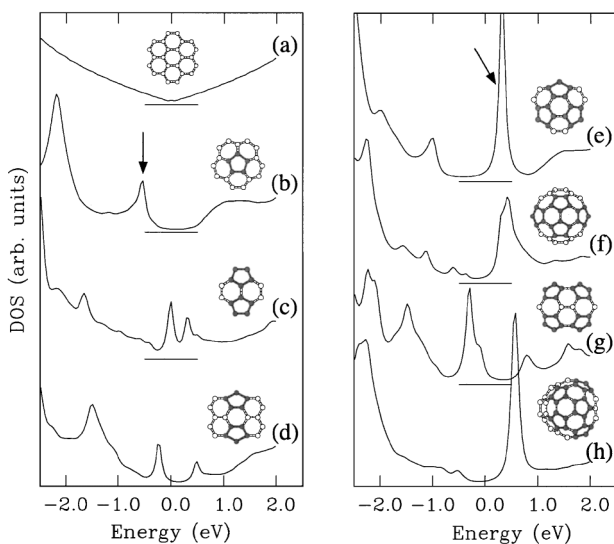 DOS (arb. units)
(a)
(b)
(c)
(d)
-2.0 -1.0 0.0 1.0 2.0
Energy (eV)
(e)
(f)
(g)
(h)
-2.0 -1.0 0.0 1.0 2.0
Energy (eV)